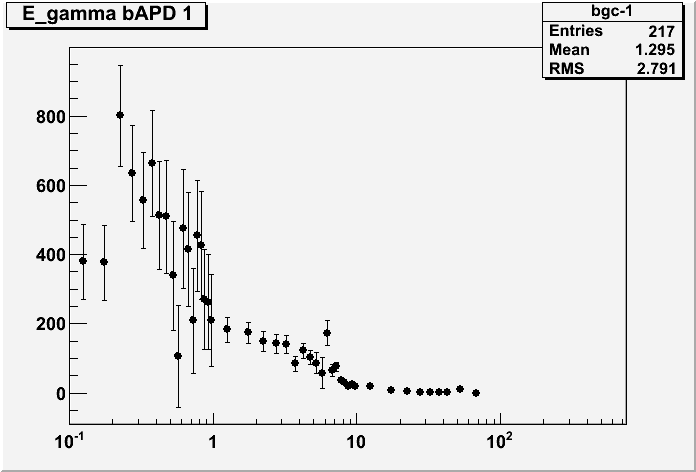 E_gamma bAPD 1
bgc-1
Entries 217
Mean 1.295
RMS 2.791
800
600
400
200
0
10-1 1 10 102